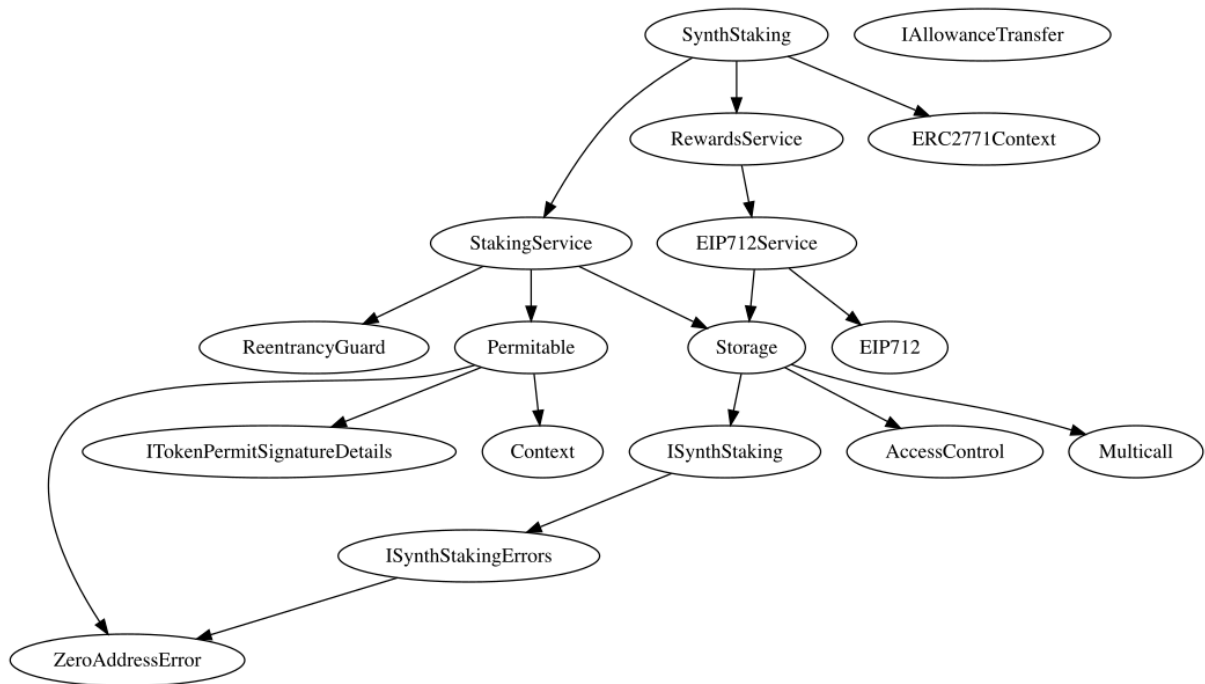 SynthStaking
IAllowanceTransfer
RewardsService
ERC2771Context
StakingService
EIP712Service
ReentrancyGuard
Permitable
Storage
EIP712
ITokenPermitSignatureDetails
Context
ISynthStaking
AccessControl
Multicall
ISynthStakingErrors
ZeroAddressError